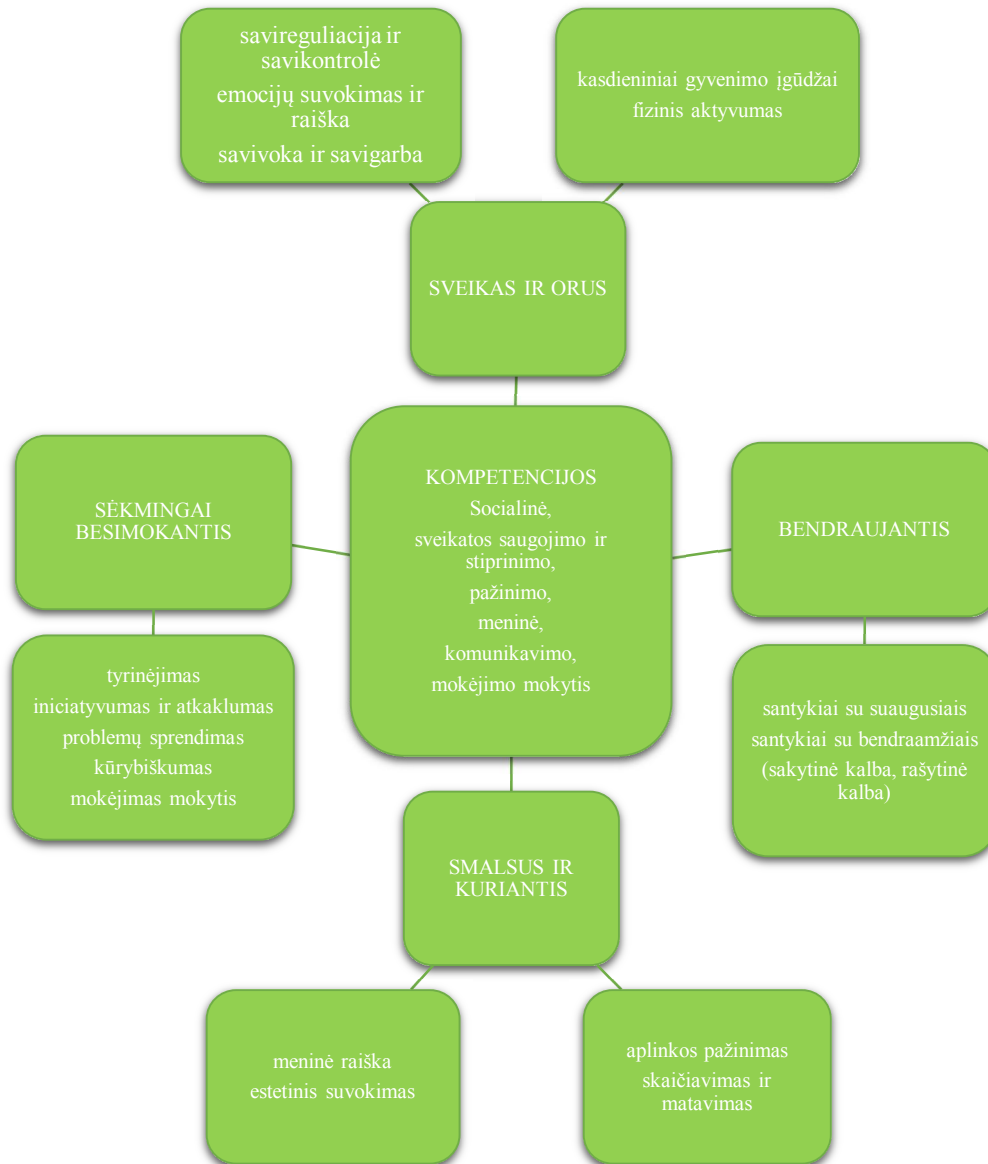 savireguliacija ir
savikontrolė
emocijų suvokimas ir
raiška
savivoka ir savigarba
kasdieniniai gyvenimo įgūdžai
fizinis aktyvumas
SVEIKAS IR ORUS
SĖKMINGAI
BESIMOKANTIS
KOMPETENCIJOS
Socialinė,
sveikatos saugojimo ir
stiprinimo,
pažinimo,
meninė,
komunikavimo,
mokėjimo mokytis
BENDRAUJANTIS
tyrinėjimas
iniciatyvumas ir atkaklumas
problemų sprendimas
kūrybiškumas
mokėjimas mokytis
santykiai su suaugusiais
santykiai su bendraamžiais
(sakytinė kalba, rašytinė
kalba)
SMALSUS IR
KURIANTIS
meninė raiška
estetinis suvokimas
aplinkos pažinimas
skaičiavimas ir
matavimas